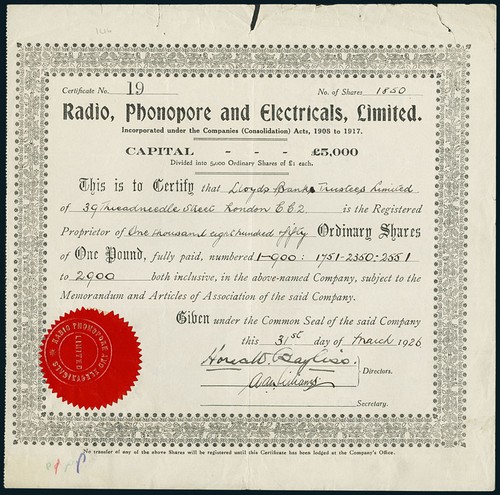 Certificate No. 19 No. of Shares 1850
Radio, Phonopore and Electricals, Limited.
Incorporated under the Companies (Consolidation) Acts, 1908 to 1917.
CAPITAL - - - £5,000
Divided into 5,000 Ordinary Shares of £1 each.
This is to Certify that Lloyds Bank Trustees Limited
of 39 Threadneedle Street London E C 2 is the Registered
Proprietor of One thousand eight hundred fifty Ordinary Shares
of One Pound, fully paid, numbered 1-900: 1751-2350-2551
to 2900 both inclusive, in the above-named Company, subject to the
Memorandum and Articles of Association of the said Company.
Given under the Common Seal of the said Company
this 31st day of March 1926
Directors.
Secretary.
RADIO PHONOPORE AND ELECTRICALS
LIMITED
No transfer of any of the above Shares will be registered until this Certificate has been lodged at the Company's Office.